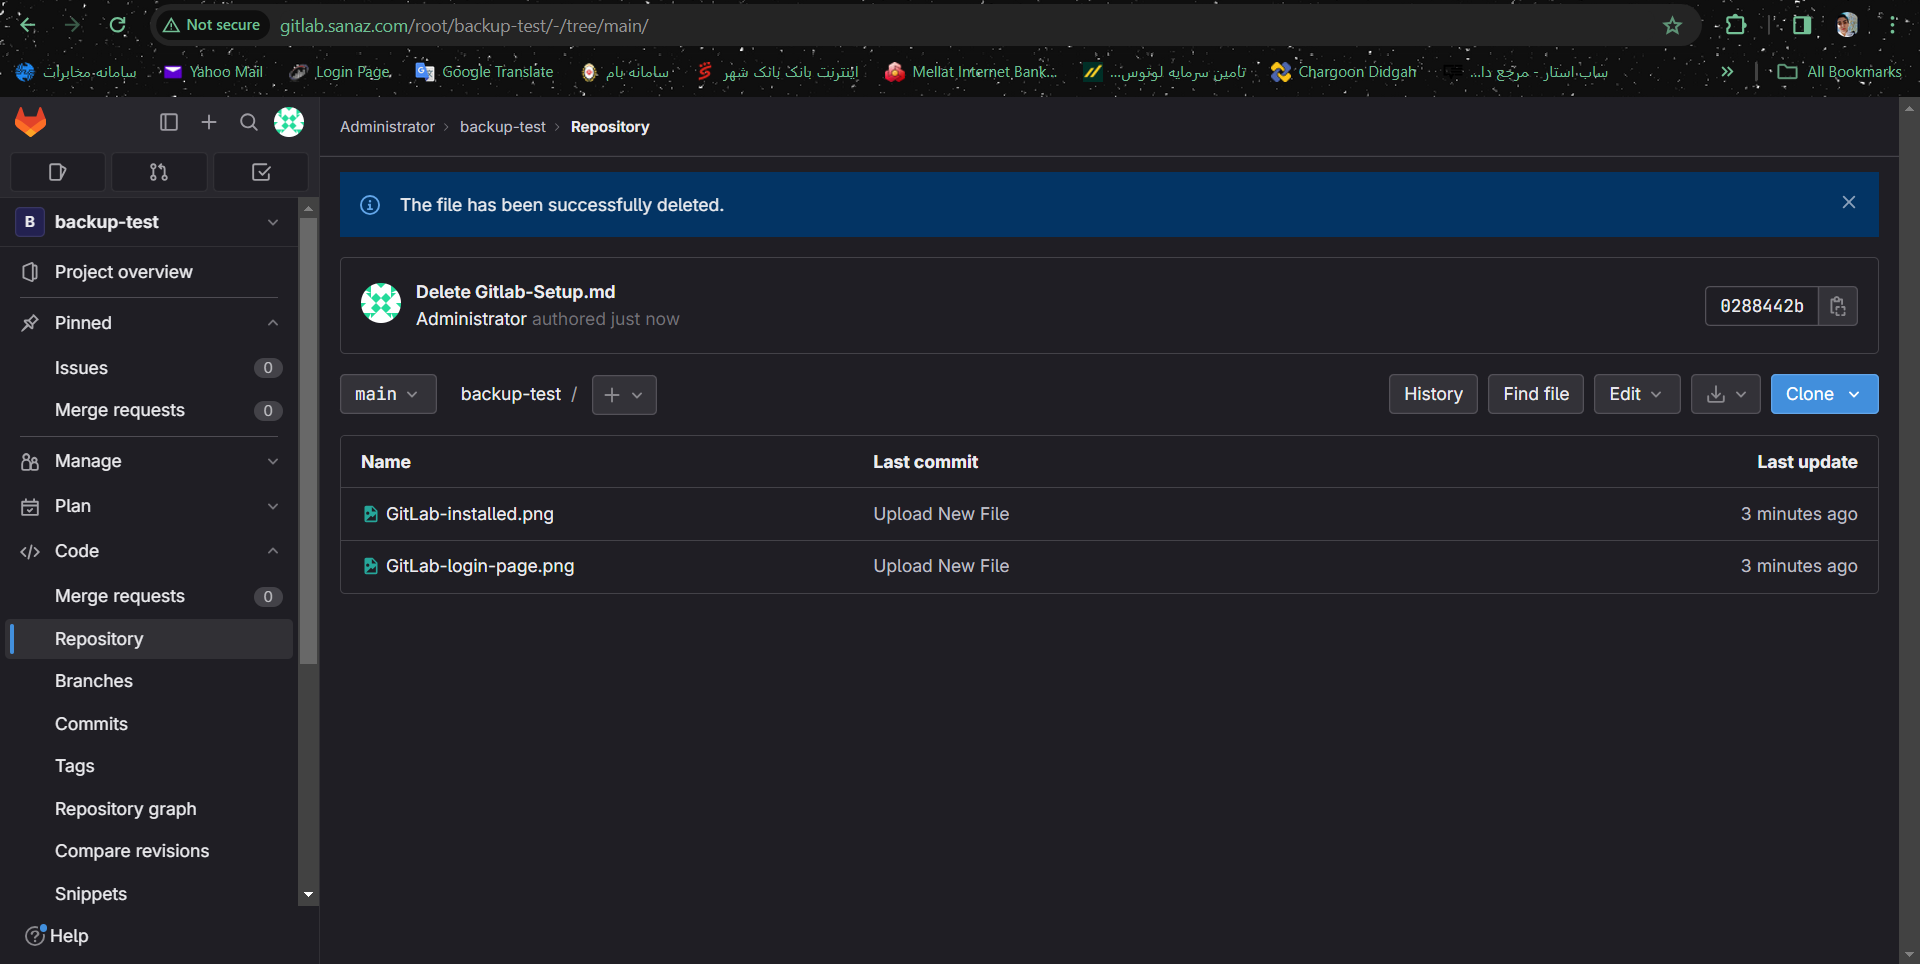 Not secure gitlab.sanaz.com/root/backup-test/-/tree/main/
سامانه مخابرات Yahoo Mail Login Page Google Translate سامانه بام اینترنت بانک بانک شهر Mellat Internet Bank... تامین سرمایه لوتوس... Chargoon Didgah ساب استار - مرجع دا... » All Bookmarks
Administrator › backup-test › Repository
B backup-test
The file has been successfully deleted.
Project overview
Pinned
Issues 0
Merge requests 0
Manage
Plan
Code
Merge requests 0
Repository
Branches
Commits
Tags
Repository graph
Compare revisions
Snippets
Help
Delete Gitlab-Setup.md
Administrator authored just now
0288442b
main backup-test / + History Find file Edit Clone
Name Last commit Last update
GitLab-installed.png Upload New File 3 minutes ago
GitLab-login-page.png Upload New File 3 minutes ago